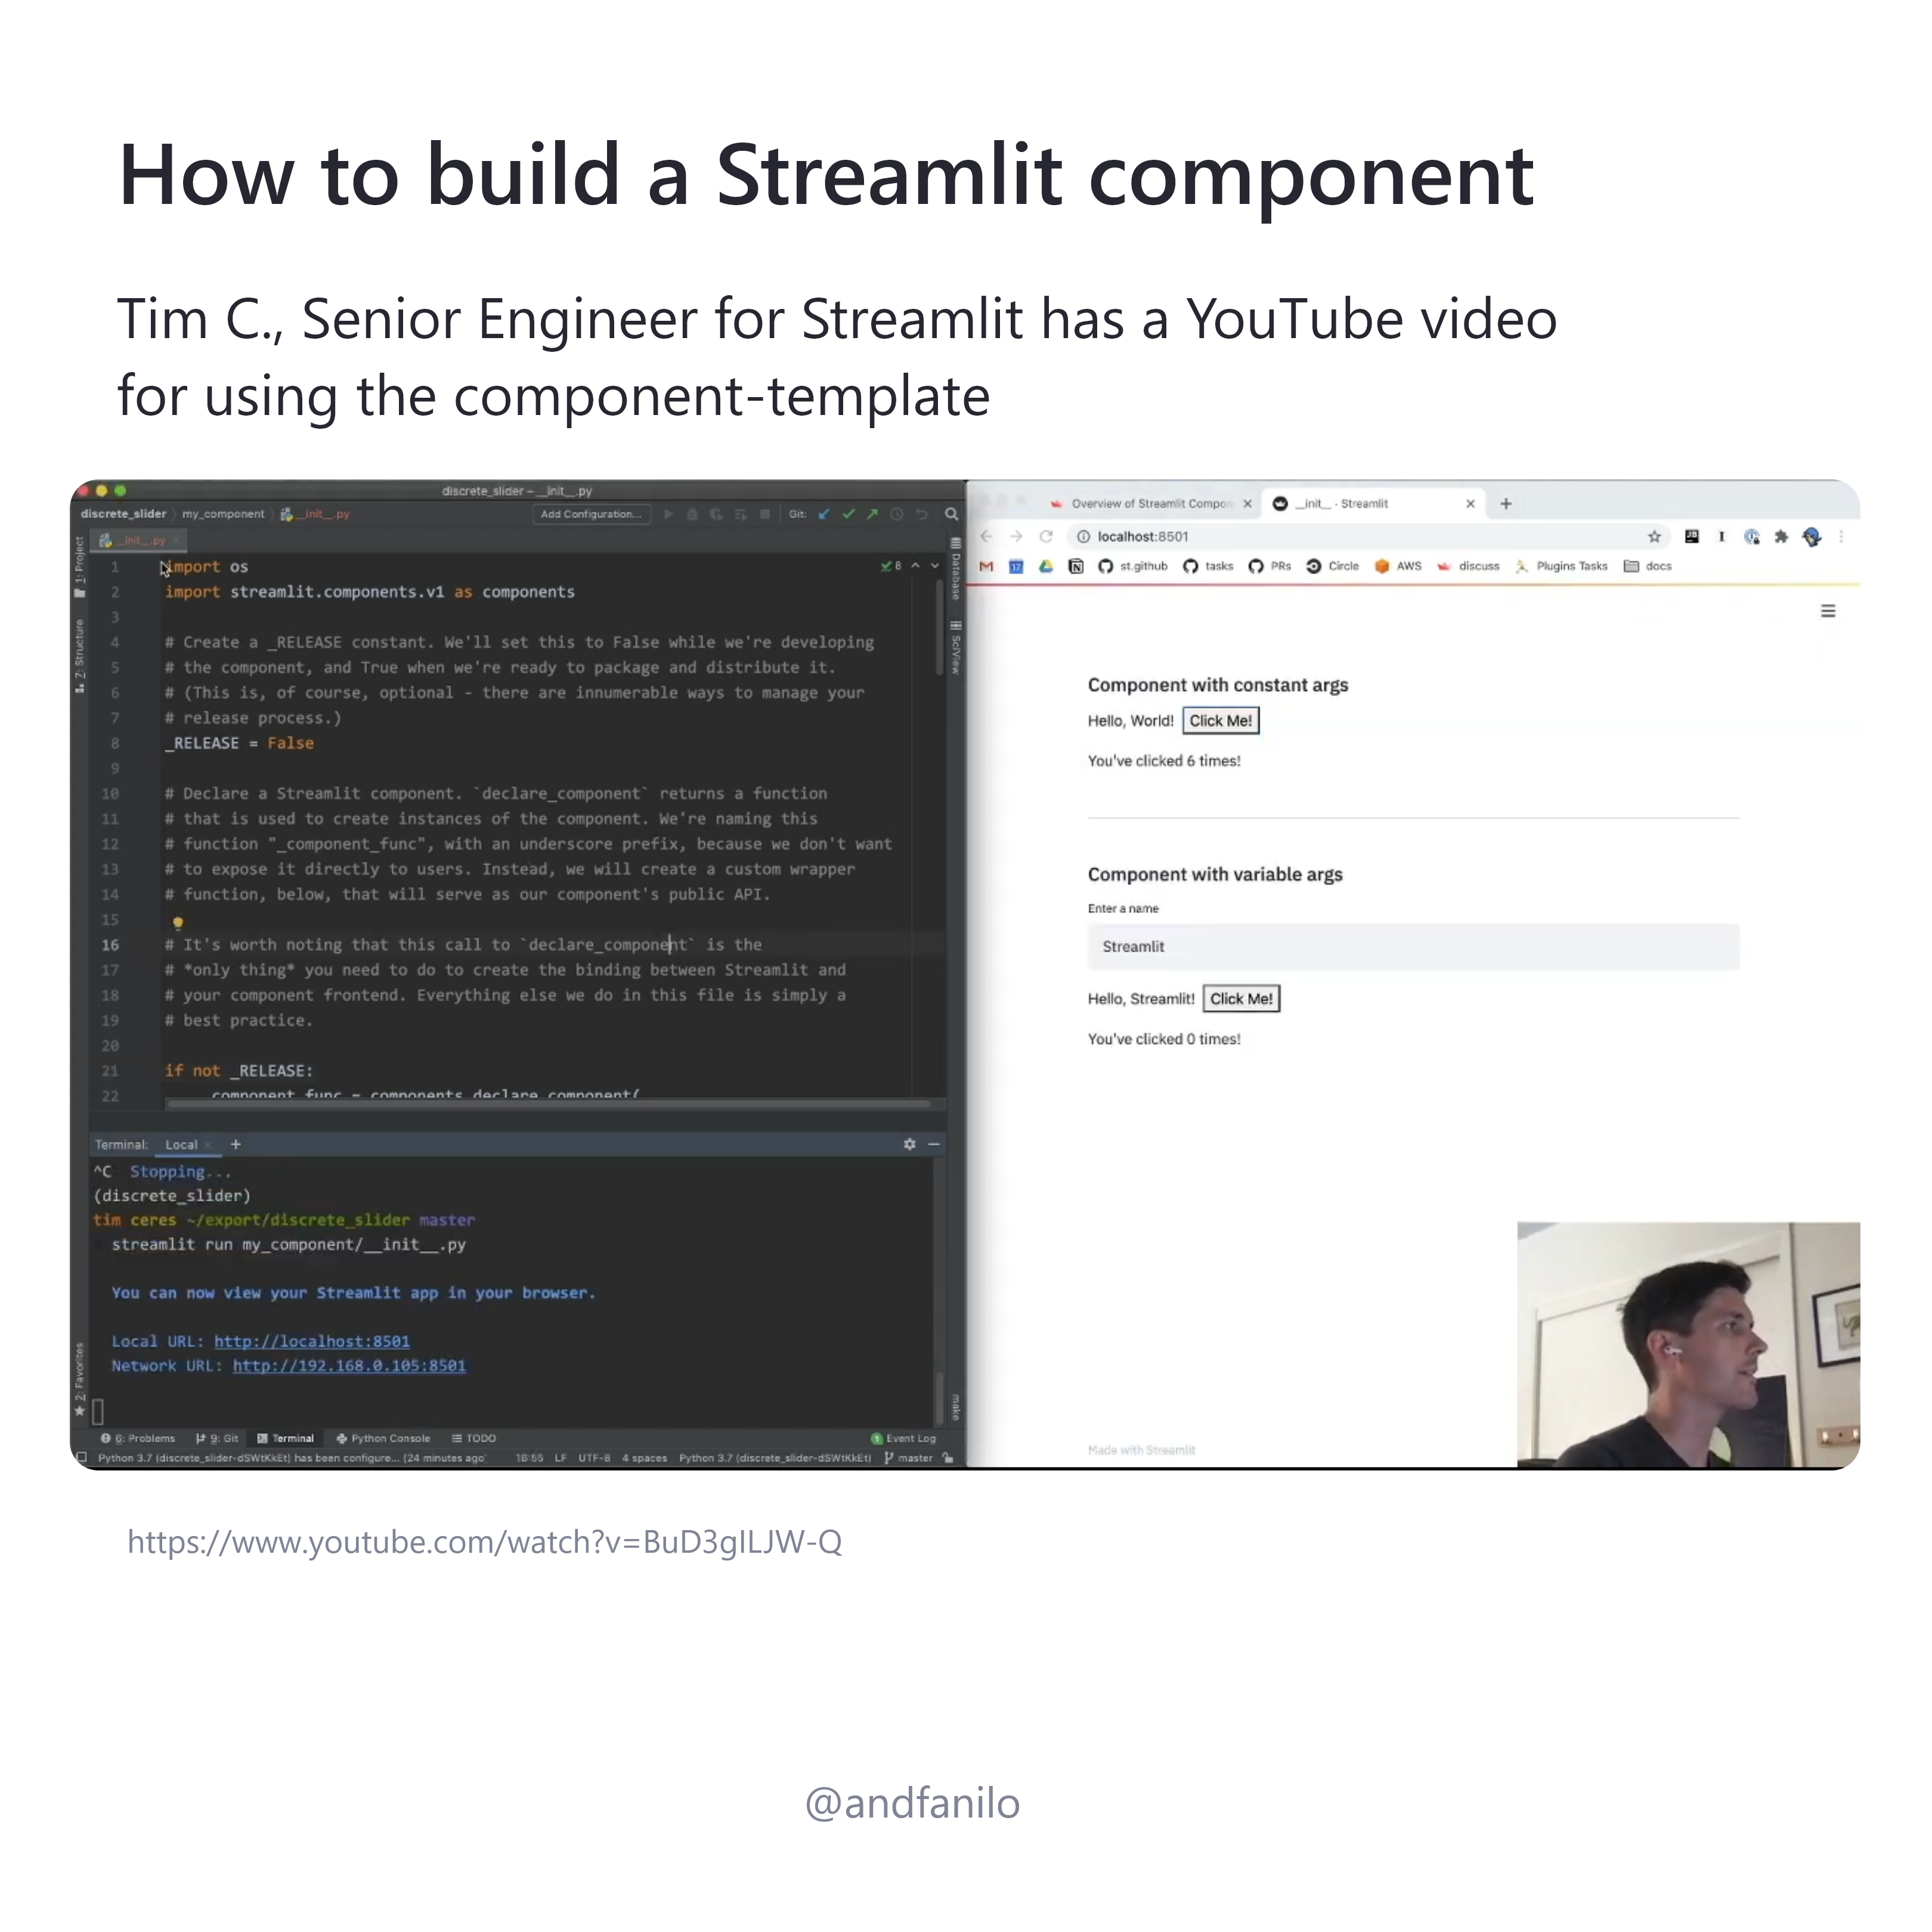 How to build a Streamlit component
Tim C., Senior Engineer for Streamlit has a YouTube video
for using the component-template
discrete_slider – __init__.py
discrete_slider 〉 my_component 〉 __init__.py
Add Configuration...
Git:
__init__.py
1: Project
Z: Structure
2: Favorites
8
Database
SciView
make
1 import os
2 import streamlit.components.v1 as components
3
4 # Create a _RELEASE constant. We'll set this to False while we're developing
5 # the component, and True when we're ready to package and distribute it.
6 # (This is, of course, optional - there are innumerable ways to manage your
7 # release process.)
8 _RELEASE = False
9
10 # Declare a Streamlit component. `declare_component` returns a function
11 # that is used to create instances of the component. We're naming this
12 # function "_component_func", with an underscore prefix, because we don't want
13 # to expose it directly to users. Instead, we will create a custom wrapper
14 # function, below, that will serve as our component's public API.
15
16 # It's worth noting that this call to `declare_component` is the
17 # *only thing* you need to do to create the binding between Streamlit and
18 # your component frontend. Everything else we do in this file is simply a
19 # best practice.
20
21 if not _RELEASE:
22 _component_func = components.declare_component(
Terminal: Local +
^C Stopping...
(discrete_slider)
tim ceres ~/export/discrete_slider master
streamlit run my_component/__init__.py
You can now view your Streamlit app in your browser.
Local URL: http://localhost:8501
Network URL: http://192.168.0.105:8501
6: Problems 9: Git Terminal Python Console TODO
1 Event Log
Python 3.7 (discrete_slider-dSWtKkEt) has been configure... (24 minutes ago)
16:55 LF UTF-8 4 spaces Python 3.7 (discrete_slider-dSWtKkEt) master
Overview of Streamlit Compon
__init__ · Streamlit
localhost:8501
17 st.github tasks PRs Circle AWS discuss Plugins Tasks docs
Component with constant args
Hello, World! Click Me!
You've clicked 6 times!
Component with variable args
Enter a name
Streamlit
Hello, Streamlit! Click Me!
You've clicked 0 times!
Made with Streamlit
https://www.youtube.com/watch?v=BuD3gILJW-Q
@andfanilo